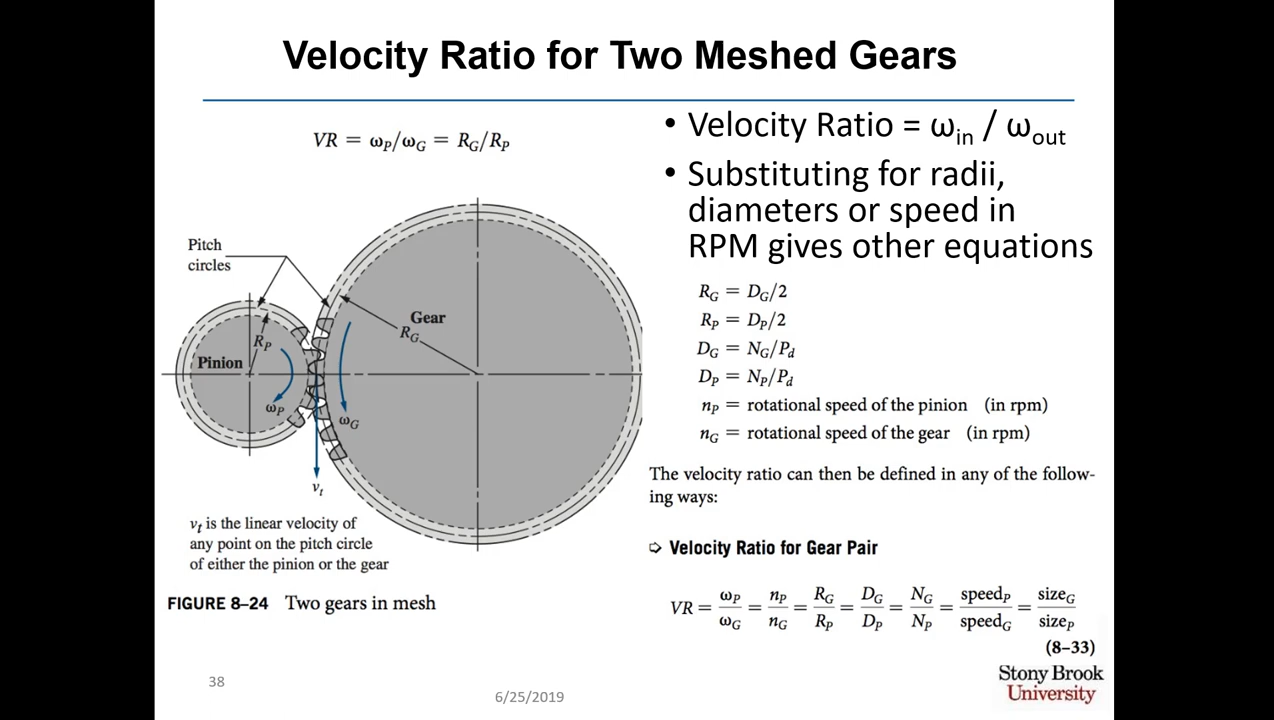 Velocity Ratio for Two Meshed Gears
VR = ωP/ωG = RG/RP
Pitch
circles
Gear
RG
RP
Pinion
ωP
ωG
vt
vt is the linear velocity of
any point on the pitch circle
of either the pinion or the gear
FIGURE 8–24 Two gears in mesh
• Velocity Ratio = ωin / ωout
• Substituting for radii,
diameters or speed in
RPM gives other equations
RG = DG/2
RP = DP/2
DG = NG/Pd
DP = NP/Pd
nP = rotational speed of the pinion (in rpm)
nG = rotational speed of the gear (in rpm)
The velocity ratio can then be defined in any of the follow-
ing ways:
➩ Velocity Ratio for Gear Pair
VR = ωP/ωG = nP/nG = RG/RP = DG/DP = NG/NP = speedP/speedG = sizeG/sizeP
(8–33)
38
6/25/2019
Stony Brook
University